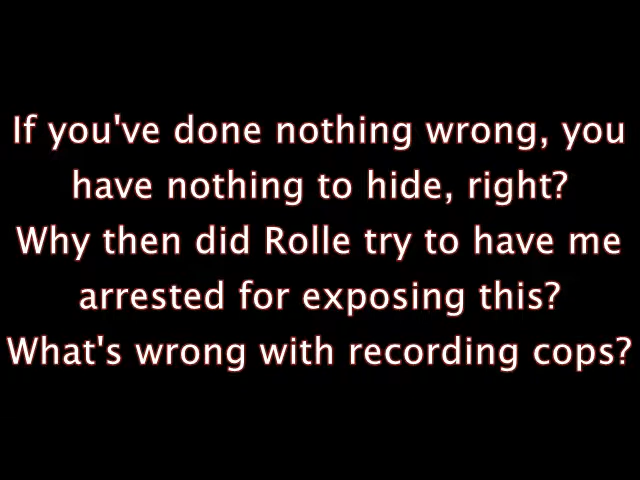 If you've done nothing wrong, you
have nothing to hide, right?
Why then did Rolle try to have me
arrested for exposing this?
What's wrong with recording cops?